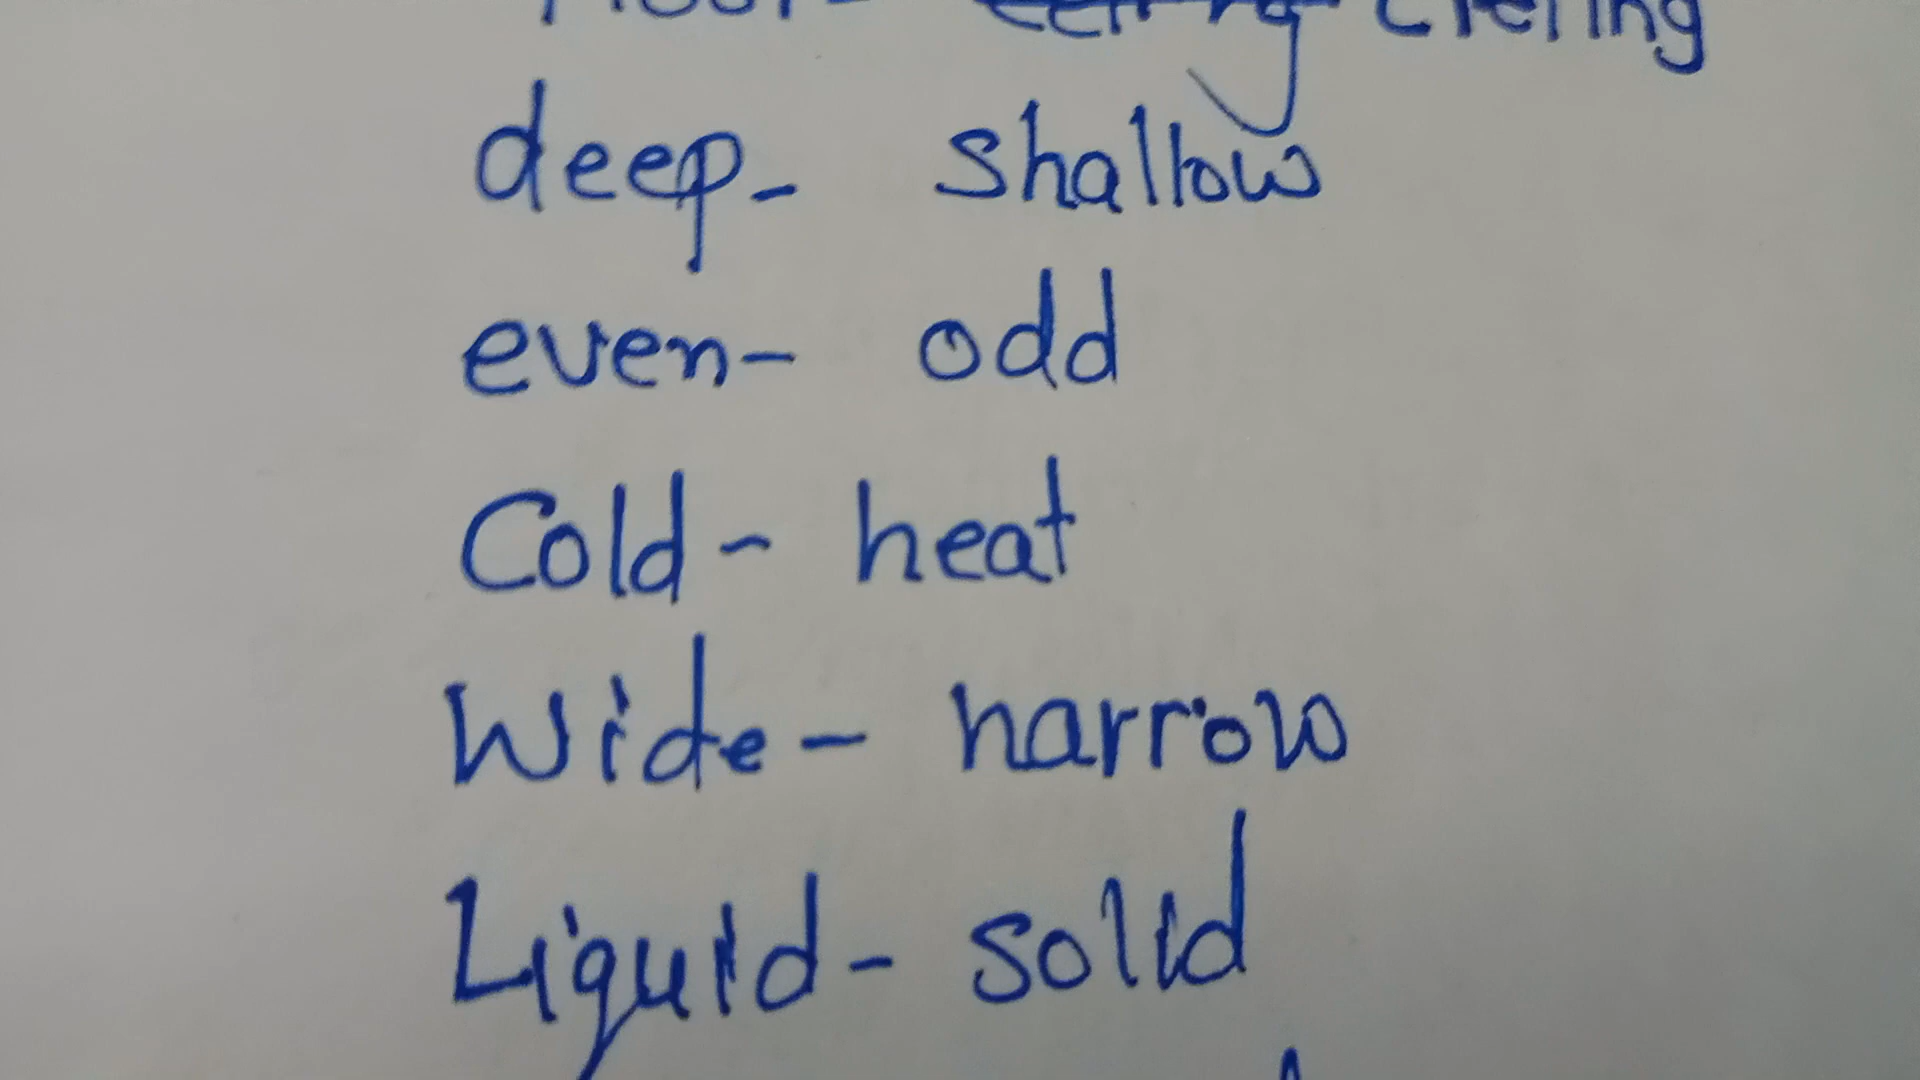 deep- shallow
even- odd
Cold- heat
Wide- narrow
Liquid- solid